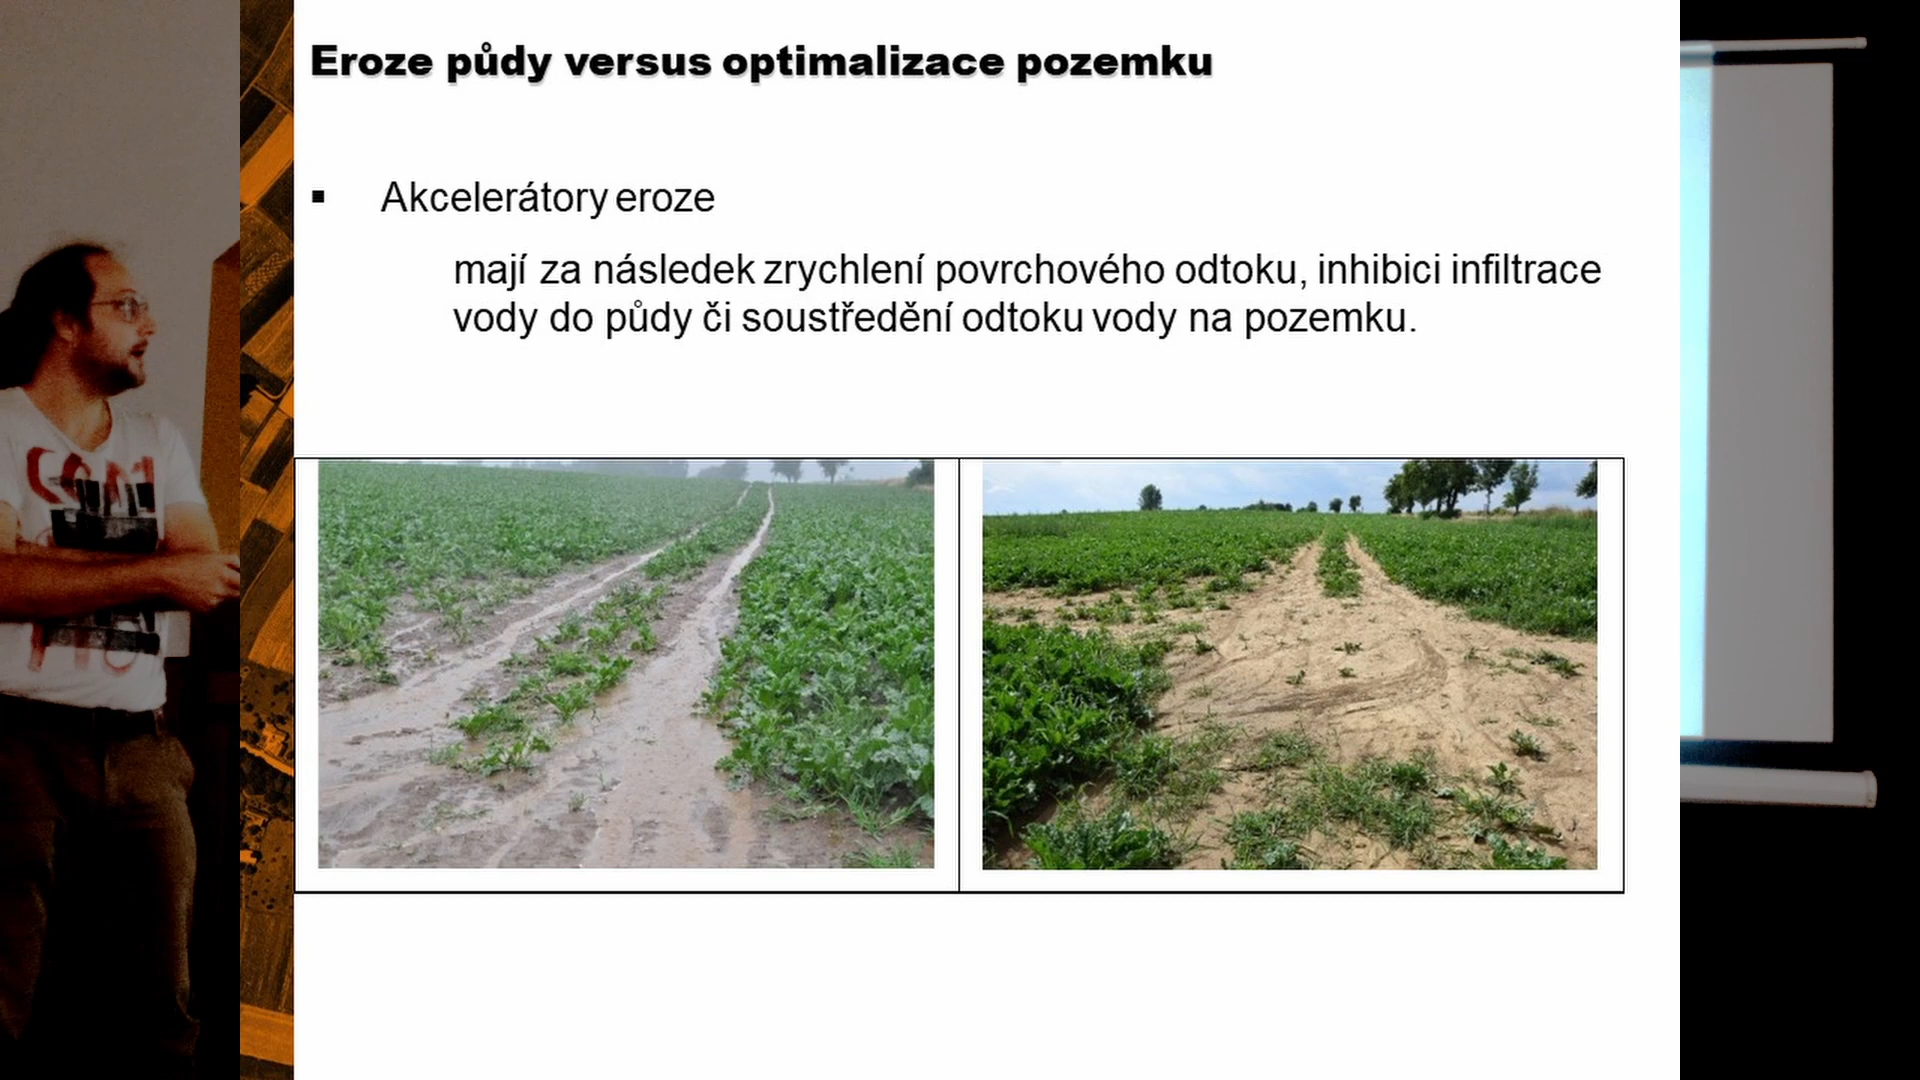 Eroze půdy versus optimalizace pozemku
Akcelerátory eroze
mají za následek zrychlení povrchového odtoku, inhibici infiltrace
vody do půdy či soustředění odtoku vody na pozemku.